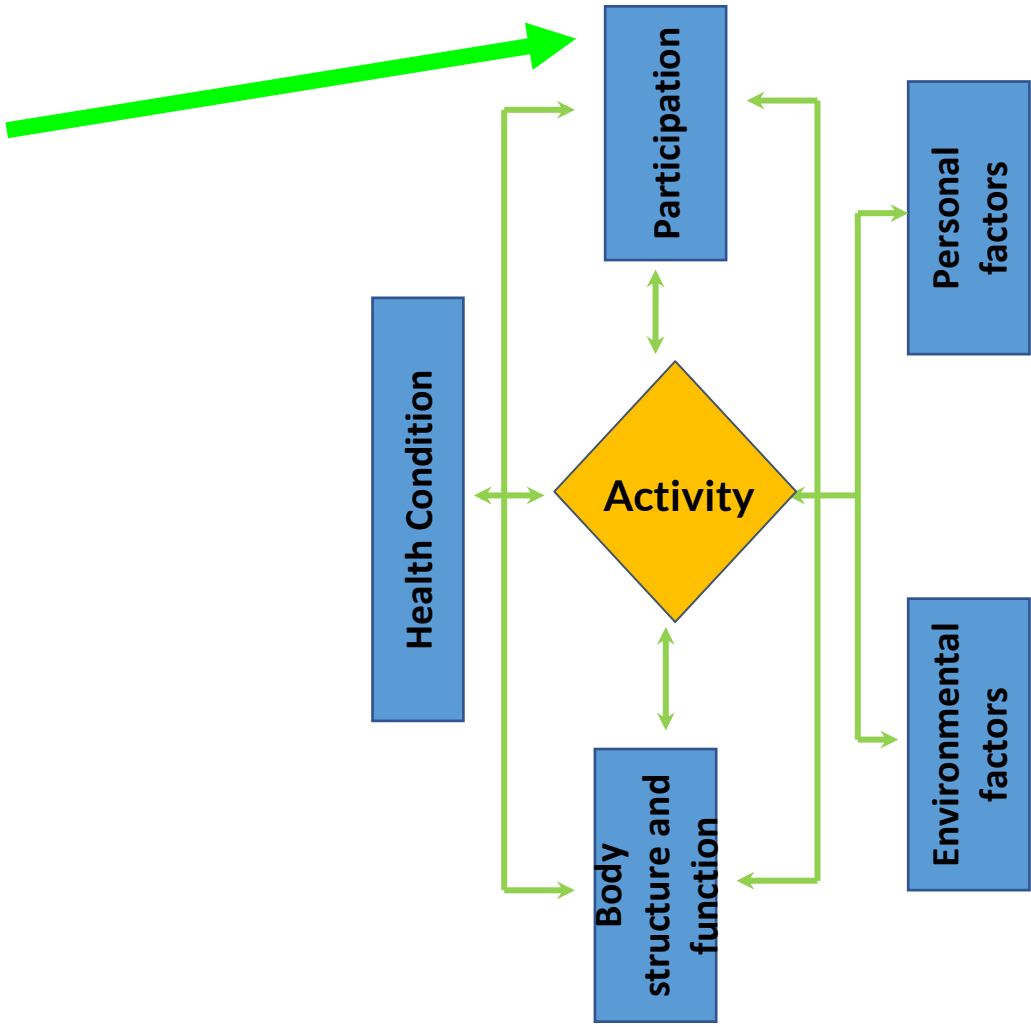 Health Condition
Body
structure and
function
Activity
Participation
Environmental
factors
Personal
factors